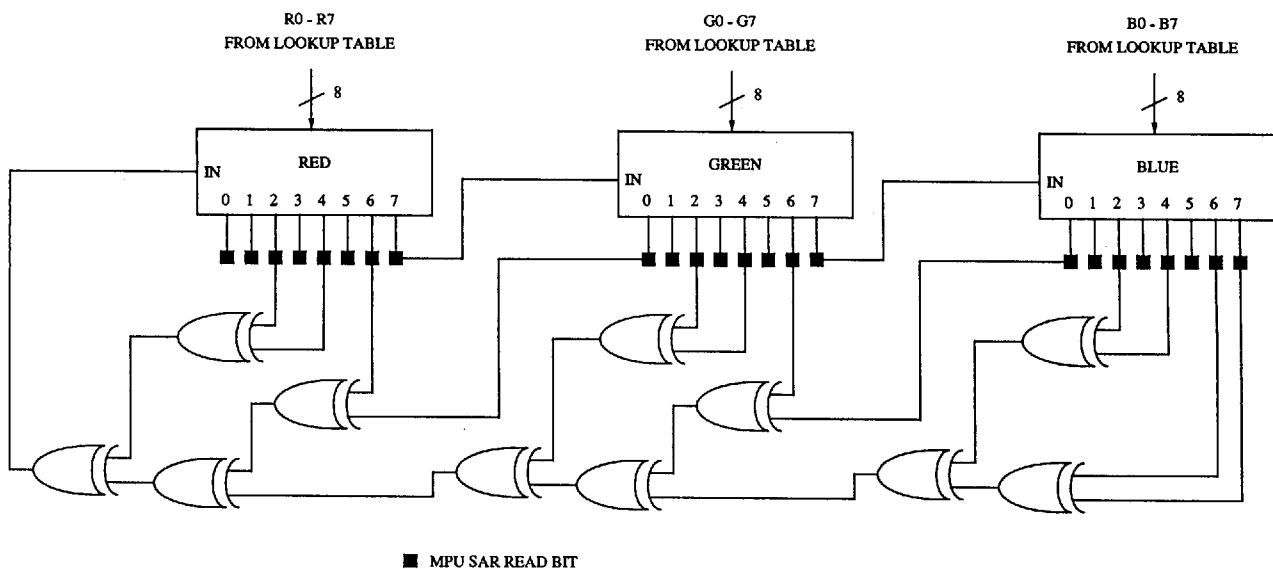 R0 - R7
FROM LOOKUP TABLE
G0 - G7
FROM LOOKUP TABLE
B0 - B7
FROM LOOKUP TABLE
8
8
8
RED
IN
0 1 2 3 4 5 6 7
GREEN
IN
0 1 2 3 4 5 6 7
BLUE
IN
0 1 2 3 4 5 6 7
MPU SAR READ BIT